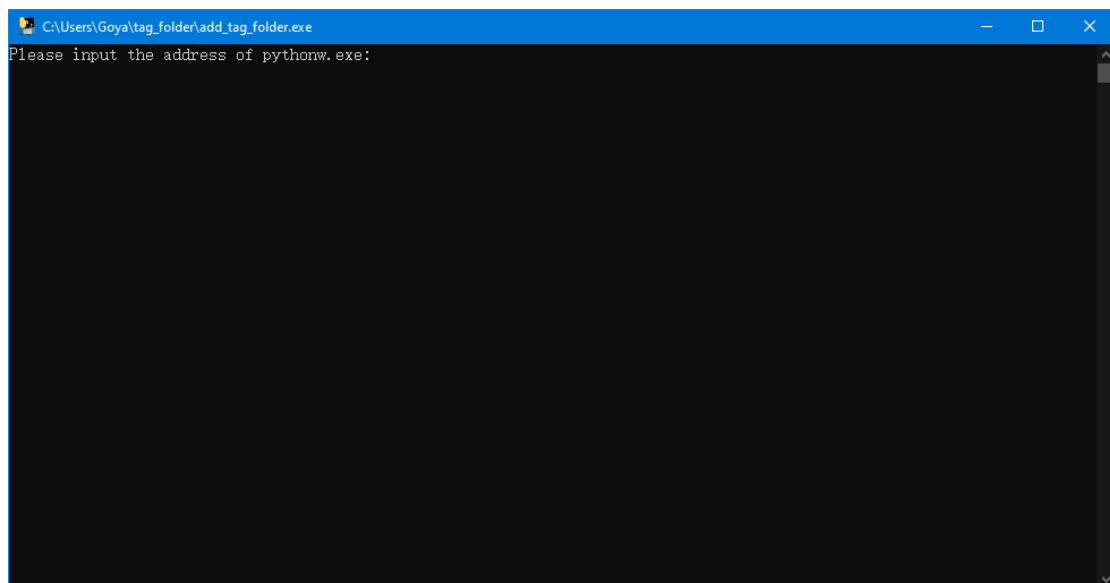 C:\Users\Goya\tag_folder\add_tag_folder.exe
Please input the address of pythonw.exe: